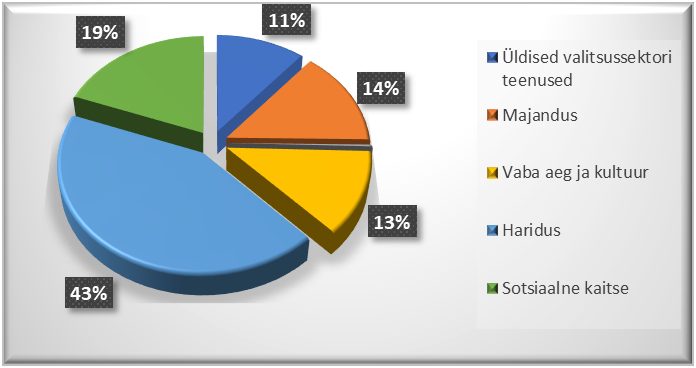 19%
11%
14%
13%
43%
Üldised valitsussektori
teenused
Majandus
Vaba aeg ja kultuur
Haridus
Sotsiaalne kaitse